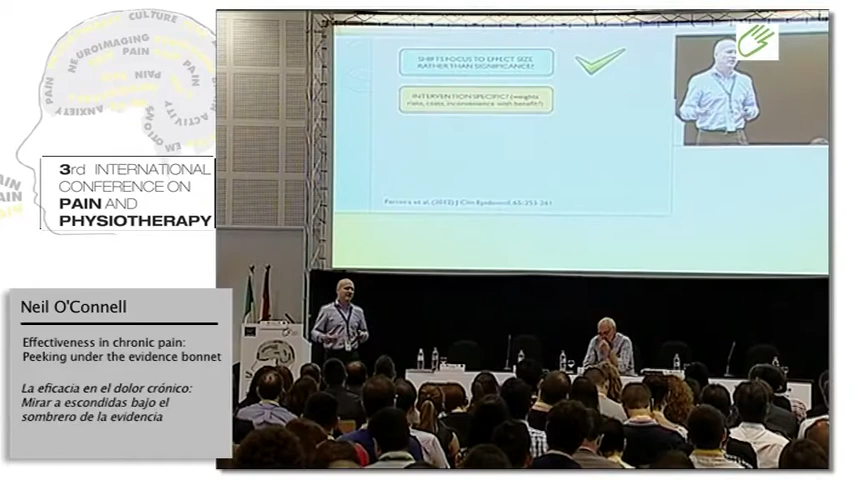 CULTURE
NEUROIMAGING
PAIN
PAIN
PAIN
PAIN
ANXIETY
PAIN
3rd INTERNATIONAL
CONFERENCE ON
PAIN AND
PHYSIOTHERAPY
PAIN
SHIFTS FOCUS TO EFFECT SIZE
RATHER THAN SIGNIFICANCE?
INTERVENTION SPECIFIC? (weights
risks, costs, inconvenience with benefit?)
Ferreira et al. (2012) J Clin Epidemiol. 65: 253-261
Neil O'Connell
Effectiveness in chronic pain:
Peeking under the evidence bonnet
La eficacia en el dolor crónico:
Mirar a escondidas bajo el
sombrero de la evidencia